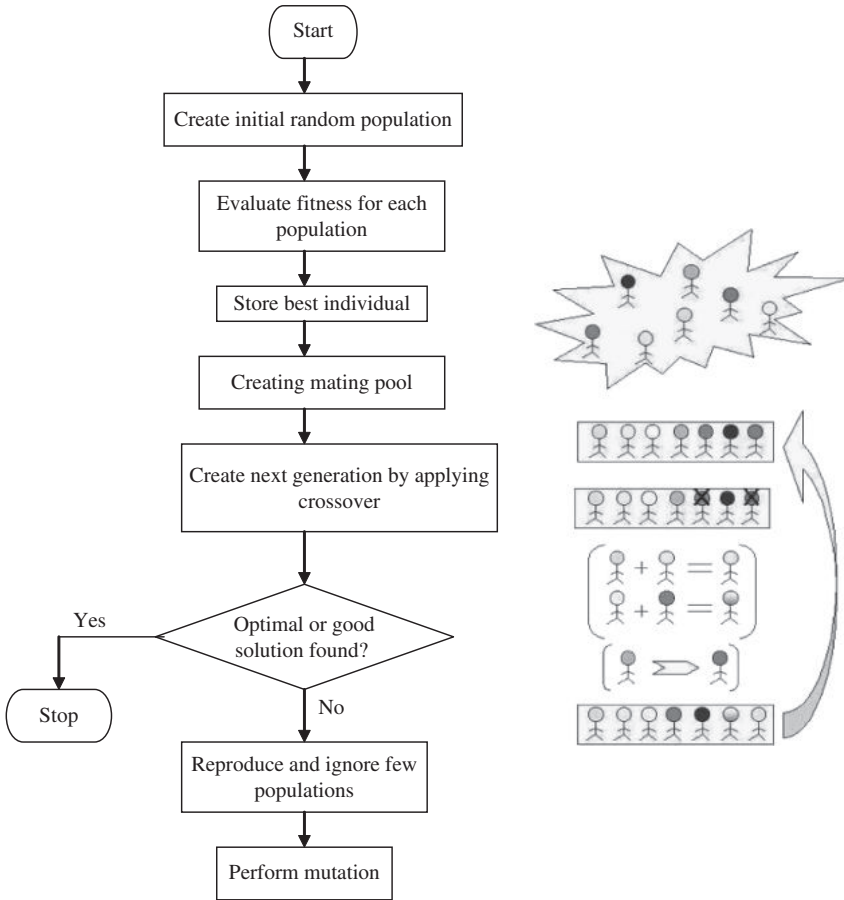 Start
Create initial random population
Evaluate fitness for each
population
Store best individual
Creating mating pool
Create next generation by applying
crossover
Optimal or good
solution found?
Yes
Stop
No
Reproduce and ignore few
populations
Perform mutation
+ =
+ =